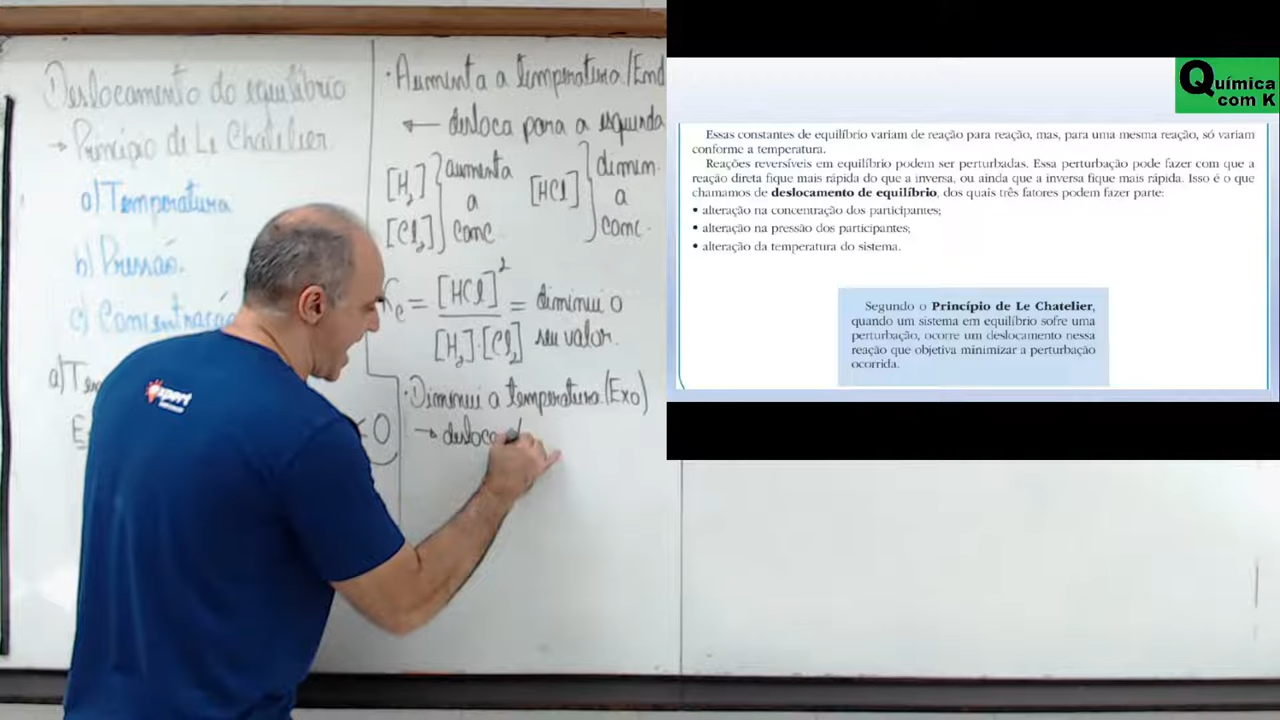 Deslocamento do equilíbrio
→ Princípio de Le Chatelier
a) Temperatura
b) Pressão.
c) Concentração
a) Tem
E
< 0
· Aumenta a temperatura (End
← desloca para a esquerda
[H₂] aumenta [HCl] diminui
a a
[Cl₂] conc. conc.
Kc = [HCl]² = diminui o
[H₂]·[Cl₂] seu valor.
· Diminui a temperatura (Exo)
→ desloca
expert
Química
com K
Essas constantes de equilíbrio variam de reação para reação, mas, para uma mesma reação, só variam
conforme a temperatura.
Reações reversíveis em equilíbrio podem ser perturbadas. Essa perturbação pode fazer com que a
reação direta fique mais rápida do que a inversa, ou ainda que a inversa fique mais rápida. Isso é o que
chamamos de deslocamento de equilíbrio, dos quais três fatores podem fazer parte:
• alteração na concentração dos participantes;
• alteração na pressão dos participantes;
• alteração da temperatura do sistema.
Segundo o Princípio de Le Chatelier,
quando um sistema em equilíbrio sofre uma
perturbação, ocorre um deslocamento nessa
reação que objetiva minimizar a perturbação
ocorrida.